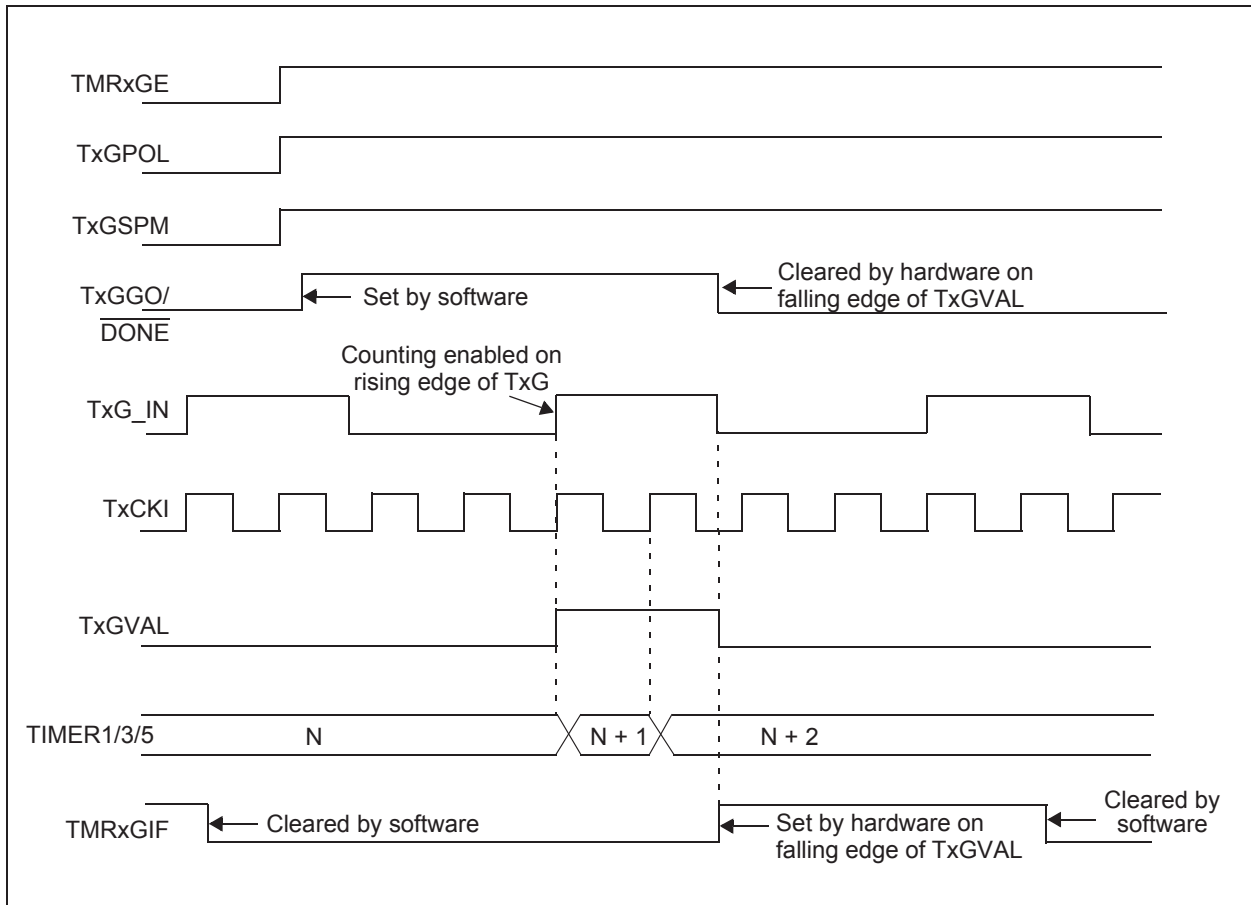 TMRxGE
TxGPOL
TxGSPM
TxGGO/
DONE
Set by software
Cleared by hardware on
falling edge of TxGVAL
Counting enabled on
rising edge of TxG
TxG_IN
TxCKI
TxGVAL
TIMER1/3/5
N
N + 1
N + 2
TMRxGIF
Cleared by software
Set by hardware on
falling edge of TxGVAL
Cleared by
software